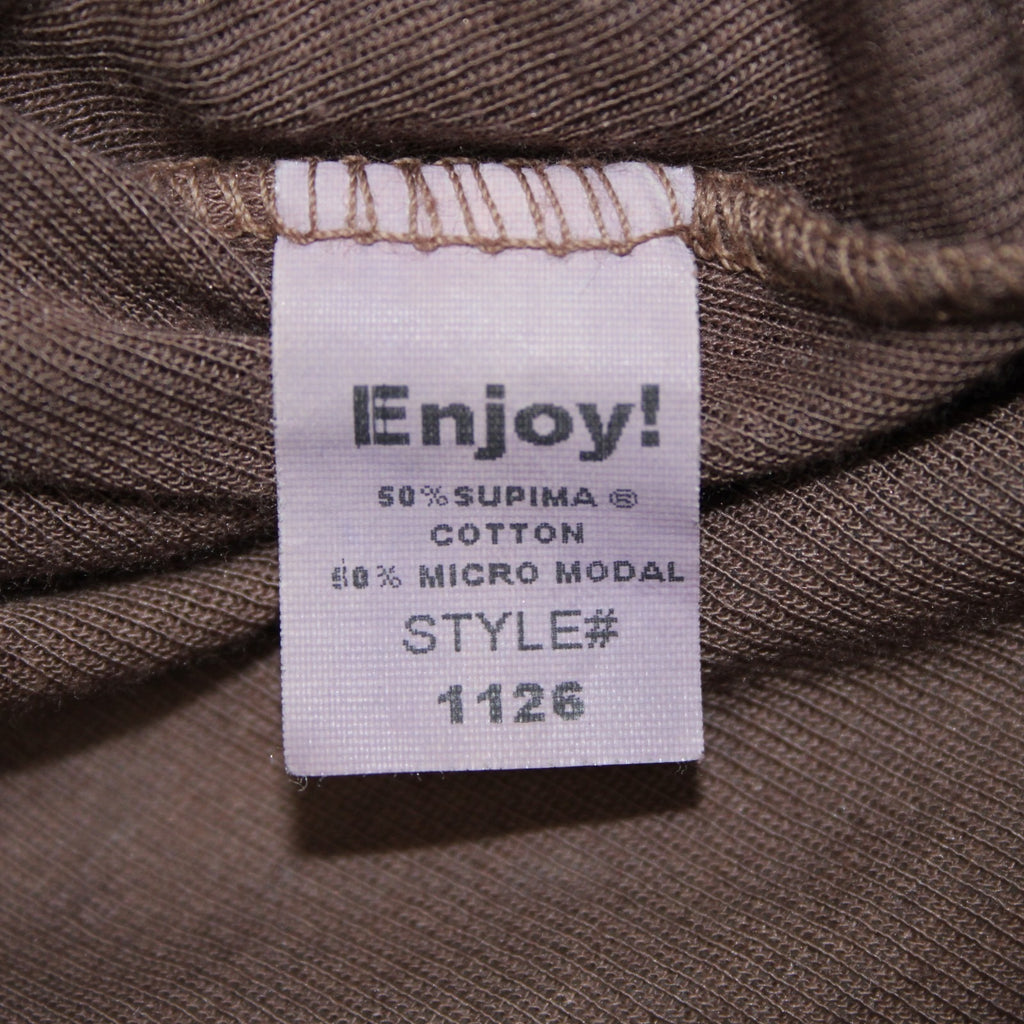 Enjoy!
50% SUPIMA ®
COTTON
50% MICRO MODAL
STYLE#
1126